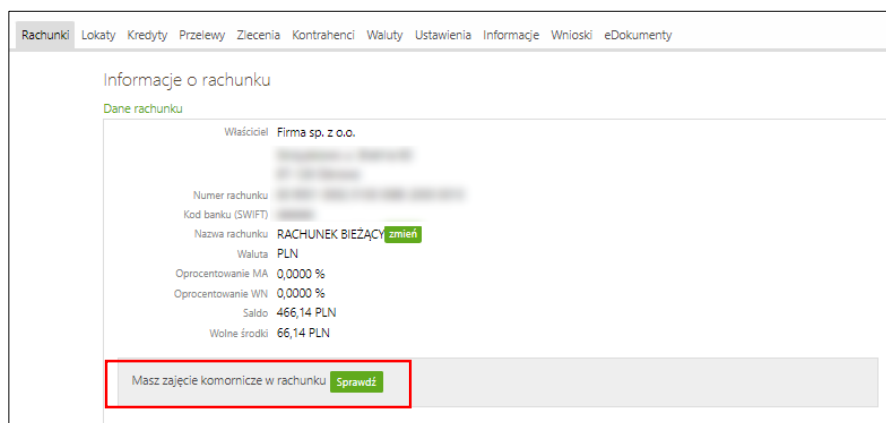 Rachunki Lokaty Kredyty Przelewy Zlecenia Kontrahenci Waluty Ustawienia Informacje Wnioski eDokumenty
Informacje o rachunku
Dane rachunku
Właściciel Firma sp. z o.o.
Numer rachunku
Kod banku (SWIFT)
Nazwa rachunku RACHUNEK BIEŻĄCY zmień
Waluta PLN
Oprocentowanie MA 0,0000 %
Oprocentowanie WN 0,0000 %
Saldo 466,14 PLN
Wolne środki 66,14 PLN
Masz zajęcie komornicze w rachunku Sprawdź